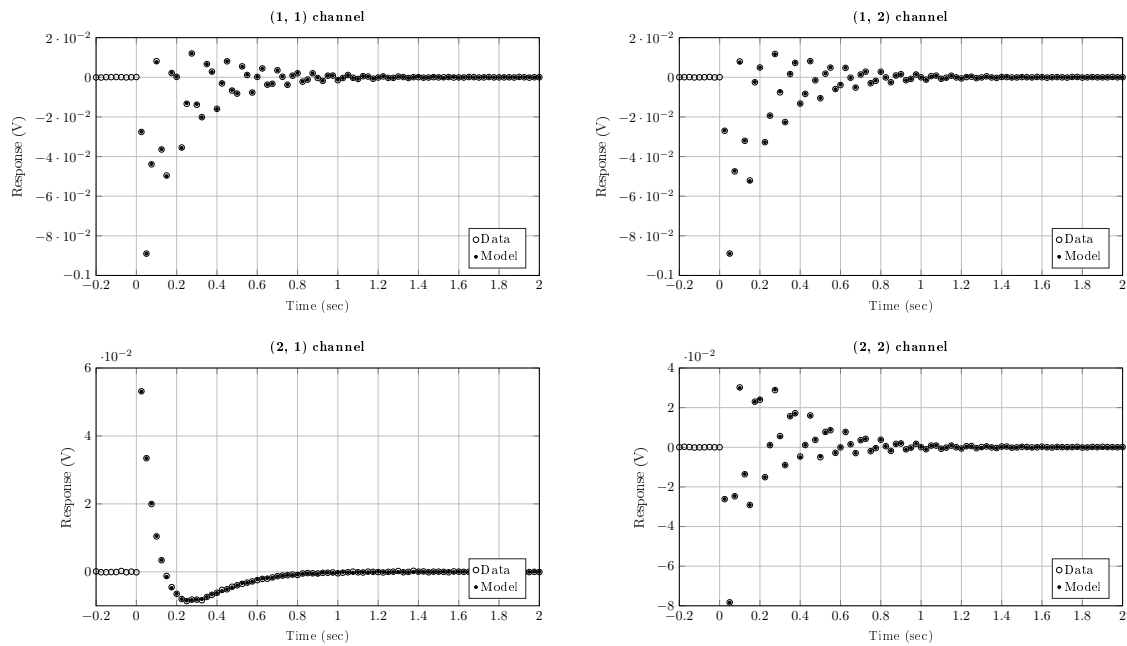 (1, 1) channel
2 · 10⁻²
0
−2 · 10⁻²
−4 · 10⁻²
−6 · 10⁻²
−8 · 10⁻²
−0.1
Response (V)
Data
Model
−0.2 0 0.2 0.4 0.6 0.8 1 1.2 1.4 1.6 1.8 2
Time (sec)
(1, 2) channel
2 · 10⁻²
0
−2 · 10⁻²
−4 · 10⁻²
−6 · 10⁻²
−8 · 10⁻²
−0.1
Response (V)
Data
Model
−0.2 0 0.2 0.4 0.6 0.8 1 1.2 1.4 1.6 1.8 2
Time (sec)
(2, 1) channel
·10⁻²
6
4
2
0
Response (V)
Data
Model
−0.2 0 0.2 0.4 0.6 0.8 1 1.2 1.4 1.6 1.8 2
Time (sec)
(2, 2) channel
·10⁻²
4
2
0
−2
−4
−6
−8
Response (V)
Data
Model
−0.2 0 0.2 0.4 0.6 0.8 1 1.2 1.4 1.6 1.8 2
Time (sec)